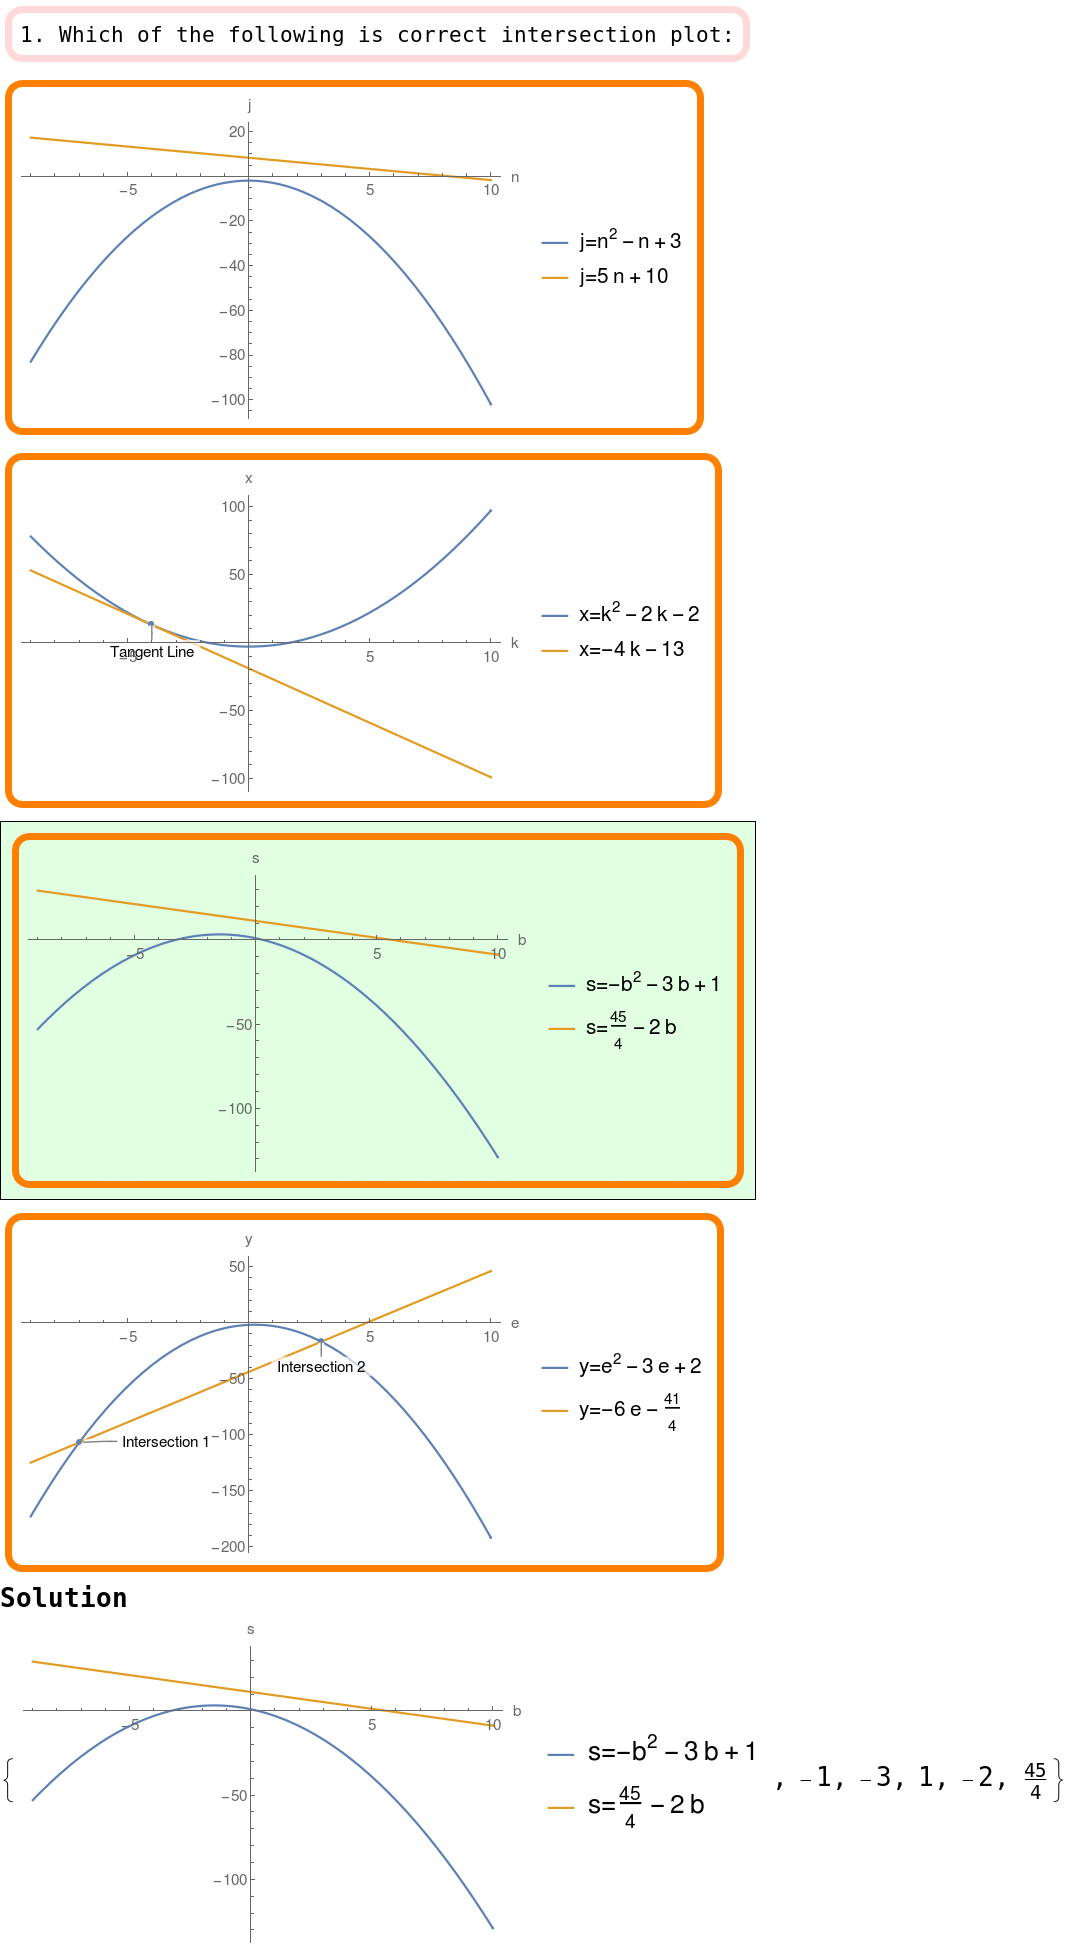 1. Which of the following is correct intersection plot:
j
20
n
−5
5
10
−20
−40
−60
−80
−100
j=n² − n + 3
j=5 n + 10
x
100
50
k
−5
5
10
Tangent Line
−50
−100
x=k² − 2 k − 2
x=−4 k − 13
s
b
−5
5
10
−50
−100
s=−b² − 3 b + 1
s=45/4 − 2 b
y
50
e
−5
5
10
Intersection 2
−50
Intersection 1
−100
−150
−200
y=e² − 3 e + 2
y=−6 e − 41/4
Solution
s
b
−5
5
10
−50
−100
s=−b² − 3 b + 1
s=45/4 − 2 b
{ , −1, −3, 1, −2, 45/4 }